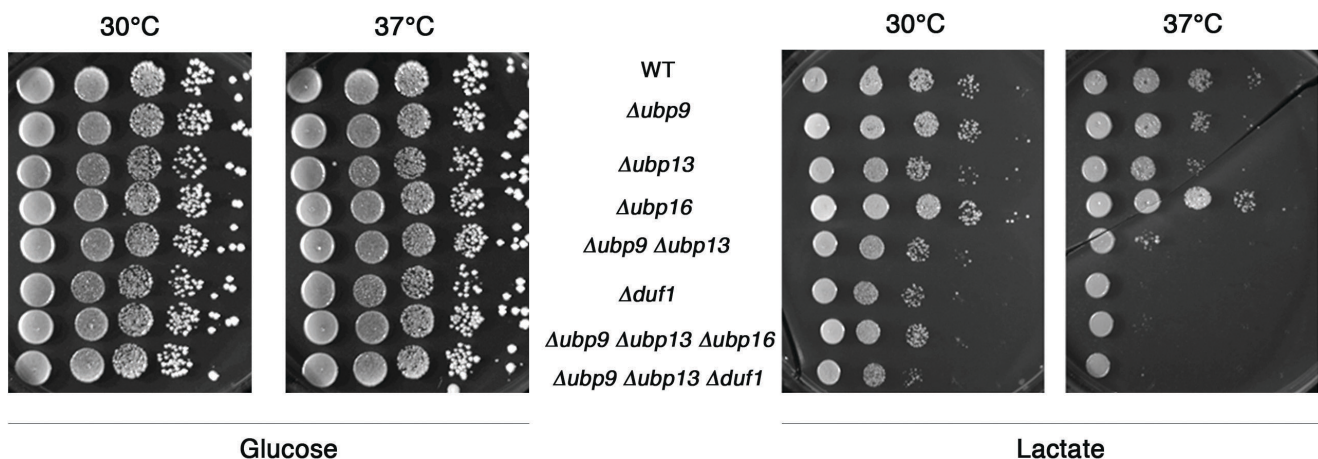 30°C 37°C 30°C 37°C
WT
Δubp9
Δubp13
Δubp16
Δubp9 Δubp13
Δduf1
Δubp9 Δubp13 Δubp16
Δubp9 Δubp13 Δduf1
Glucose Lactate